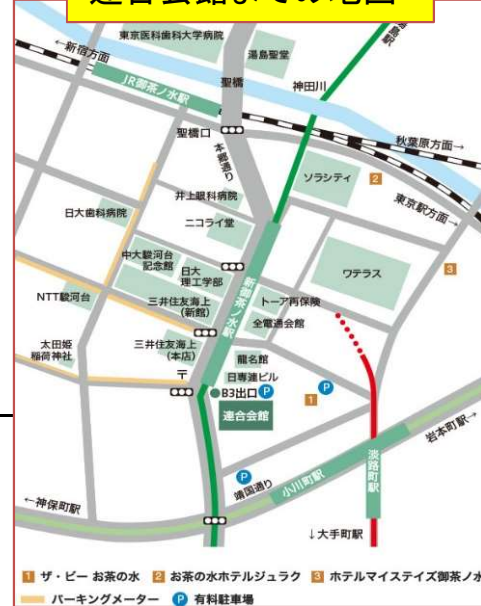 連合会館までの地図
東京医科歯科大学病院
湯島聖堂
島駅
←新宿方面
JR御茶ノ水駅
聖橋
神田川
聖橋口
本郷通り
秋葉原方面→
ソラシティ
2
東京駅方面→
井上眼科病院
日大歯科病院
ニコライ堂
中大駿河台
記念館
日大
理工学部
新御茶ノ水駅
ワテラス
3
NTT駿河台
三井住友海上
(新館)
トーア再保険
全電通会館
太田姫
稲荷神社
三井住友海上
(本店)
龍名館
〒
日専連ビル
B3出口
P
P
1
連合会館
淡路町駅
岩本町駅→
P
靖国通り
小川町駅
←神保町駅
↓大手町駅
1 ザ・ビー お茶の水 2 お茶の水ホテルジュラク 3 ホテルマイステイズ御茶ノ水
パーキングメーター P 有料駐車場